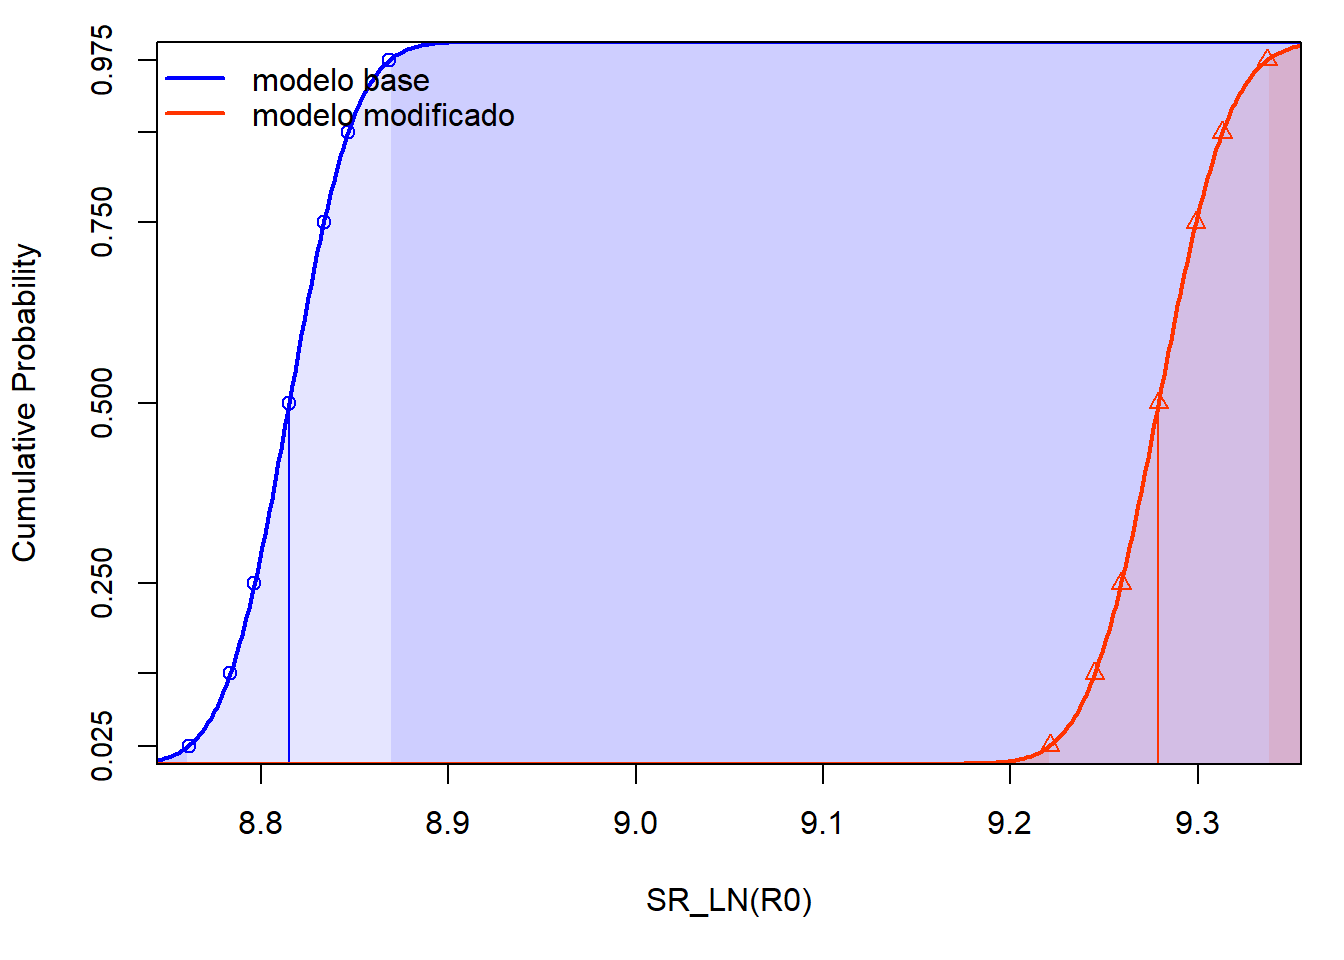 modelo base
modelo modificado
Cumulative Probability
0.975
0.750
0.500
0.250
0.025
8.8 8.9 9.0 9.1 9.2 9.3
SR_LN(R0)